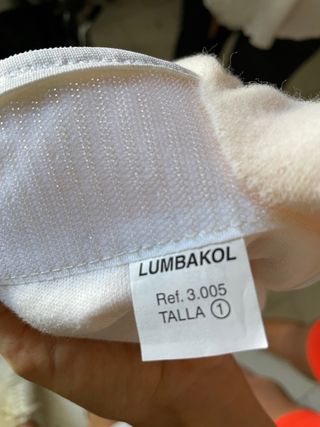 LUMBAKOL
Ref. 3.005
TALLA ①